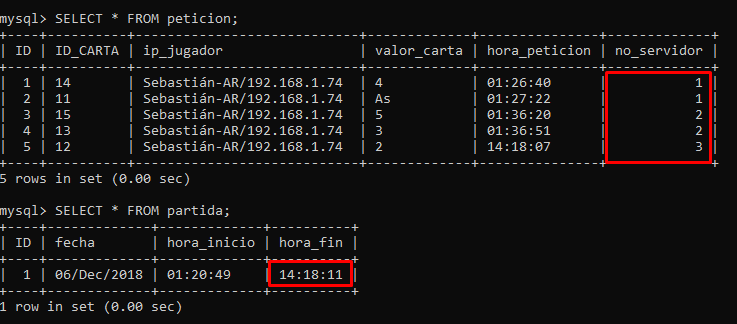 mysql> SELECT * FROM peticion;
+----+----------+----------------------------+-------------+---------------+-------------+
| ID | ID_CARTA | ip_jugador                 | valor_carta | hora_peticion | no_servidor |
+----+----------+----------------------------+-------------+---------------+-------------+
|  1 | 14       | Sebastián-AR/192.168.1.74  | 4           | 01:26:40      |           1 |
|  2 | 11       | Sebastián-AR/192.168.1.74  | As          | 01:27:22      |           1 |
|  3 | 15       | Sebastián-AR/192.168.1.74  | 5           | 01:36:20      |           2 |
|  4 | 13       | Sebastián-AR/192.168.1.74  | 3           | 01:36:51      |           2 |
|  5 | 12       | Sebastián-AR/192.168.1.74  | 2           | 14:18:07      |           3 |
+----+----------+----------------------------+-------------+---------------+-------------+
5 rows in set (0.00 sec)
mysql> SELECT * FROM partida;
+----+-------------+-------------+----------+
| ID | fecha       | hora_inicio | hora_fin |
+----+-------------+-------------+----------+
|  1 | 06/Dec/2018 | 01:20:49    | 14:18:11 |
+----+-------------+-------------+----------+
1 row in set (0.00 sec)